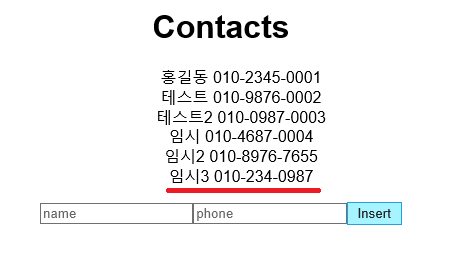 Contacts
홍길동 010-2345-0001
테스트 010-9876-0002
테스트2 010-0987-0003
임시 010-4687-0004
임시2 010-8976-7655
임시3 010-234-0987
name phone Insert